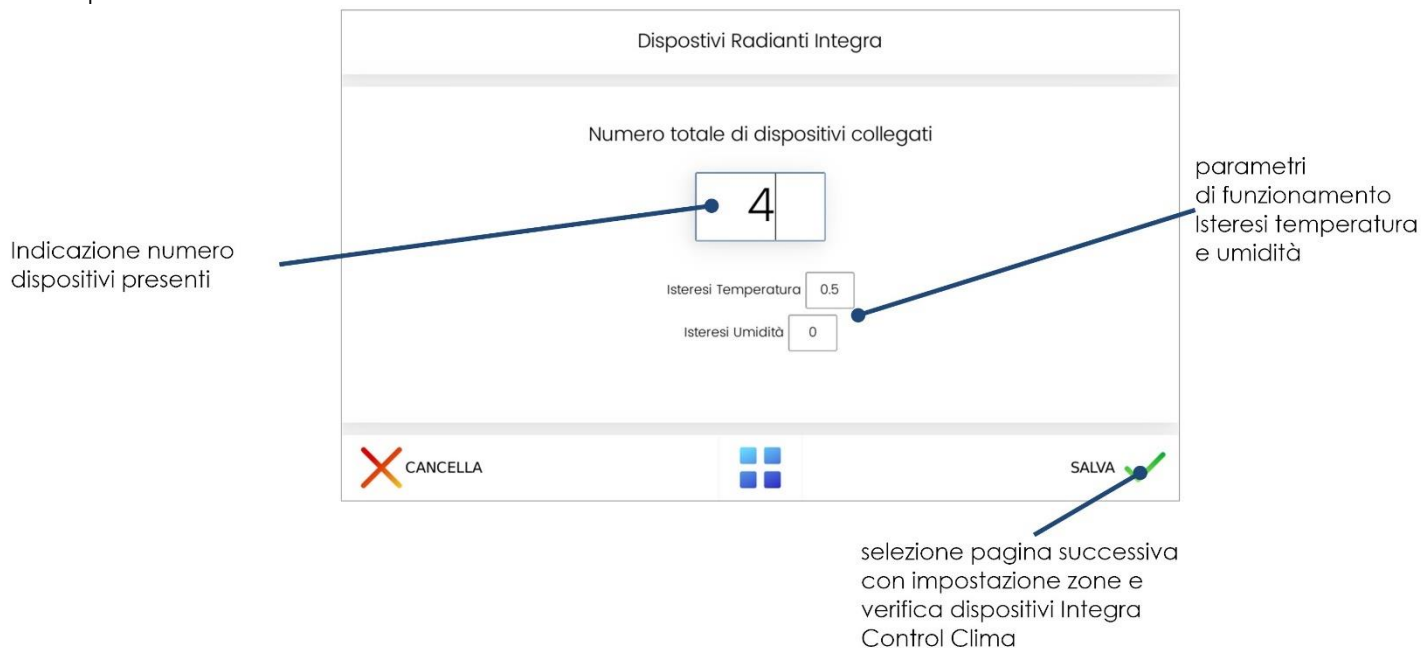 Dispostivi Radianti Integra
Numero totale di dispositivi collegati
4
Indicazione numero
dispositivi presenti
parametri
di funzionamento
Isteresi temperatura
e umidità
Isteresi Temperatura 0.5
Isteresi Umidità 0
CANCELLA
SALVA
selezione pagina successiva
con impostazione zone e
verifica dispositivi Integra
Control Clima